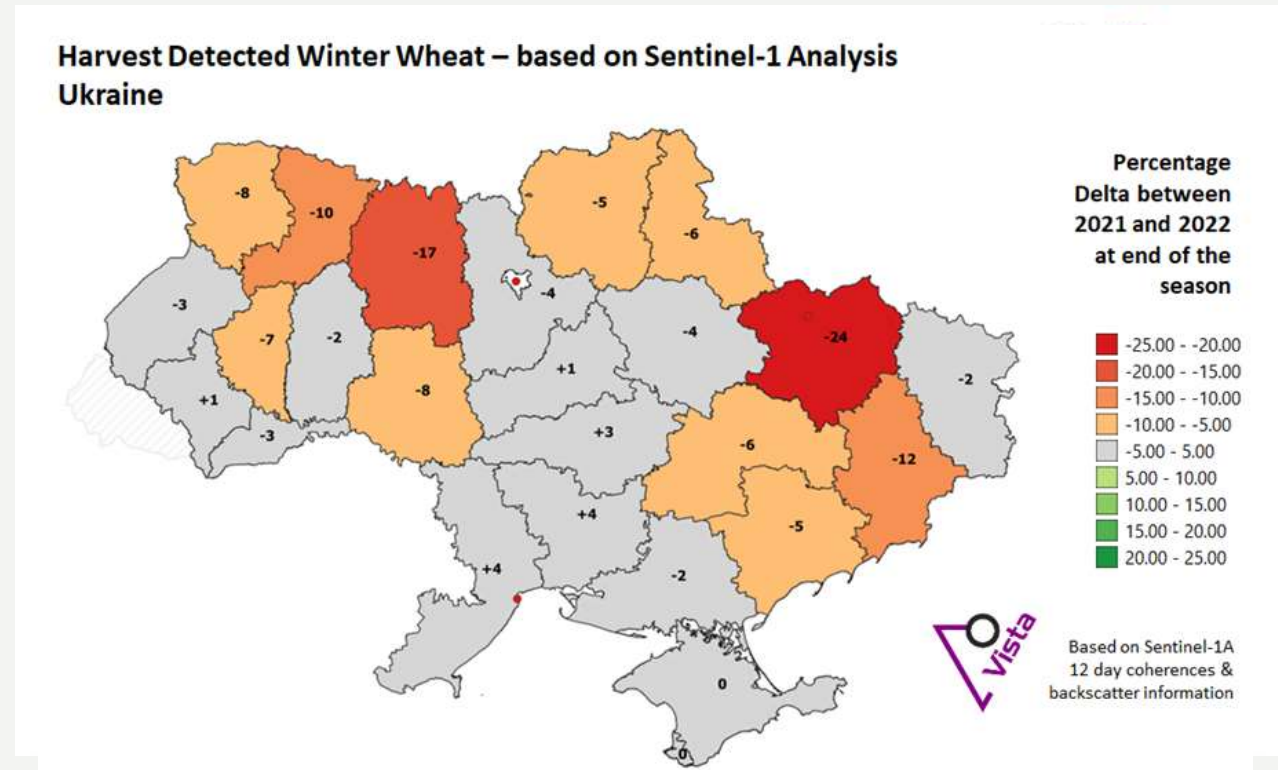 Harvest Detected Winter Wheat – based on Sentinel-1 Analysis
Ukraine
Percentage
Delta between
2021 and 2022
at end of the
season
-25.00 - -20.00
-20.00 - -15.00
-15.00 - -10.00
-10.00 - -5.00
-5.00 - 5.00
5.00 - 10.00
10.00 - 15.00
15.00 - 20.00
20.00 - 25.00
-8
-10
-17
-5
-6
-3
-7
-2
-4
-4
-24
-2
+1
-3
-8
+1
+3
-6
-12
+4
+4
-5
-2
0
0
Vista
Based on Sentinel-1A
12 day coherences &
backscatter information